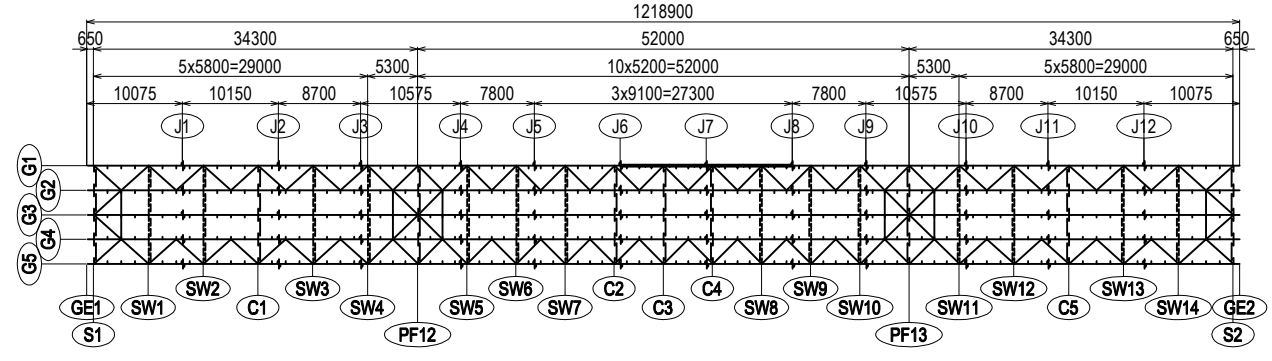 1218900
650 34300 52000 34300 650
5x5800=29000 5300 10x5200=52000 5300 5x5800=29000
10075 10150 8700 10575 7800 3x9100=27300 7800 10575 8700 10150 10075
J1 J2 J3 J4 J5 J6 J7 J8 J9 J10 J11 J12
G1
G2
G3
G4
G5
SW2 SW3 SW6 C2 C4 SW9 SW12 SW13
GE1 SW1 C1 SW4 SW5 SW7 C3 SW8 SW10 SW11 C5 SW14 GE2
S1 PF12 PF13 S2